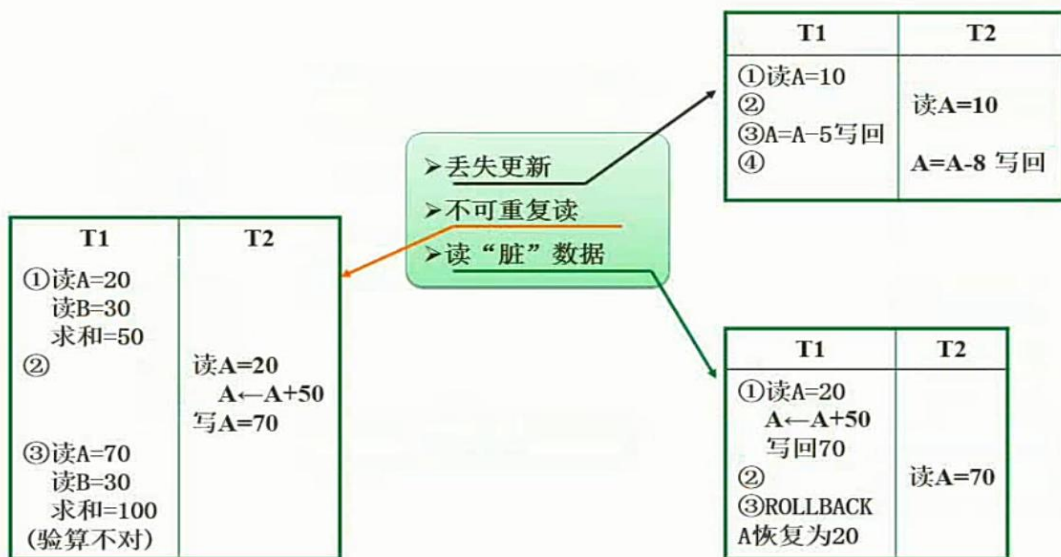 ➢丢失更新
➢不可重复读
➢读“脏”数据
T1 T2
①读A=10
② 读A=10
③A=A-5写回
④ A=A-8 写回
T1 T2
①读A=20
读B=30
求和=50
② 读A=20
A←A+50
写A=70
③读A=70
读B=30
求和=100
(验算不对)
T1 T2
①读A=20
A←A+50
写回70
② 读A=70
③ROLLBACK
A恢复为20